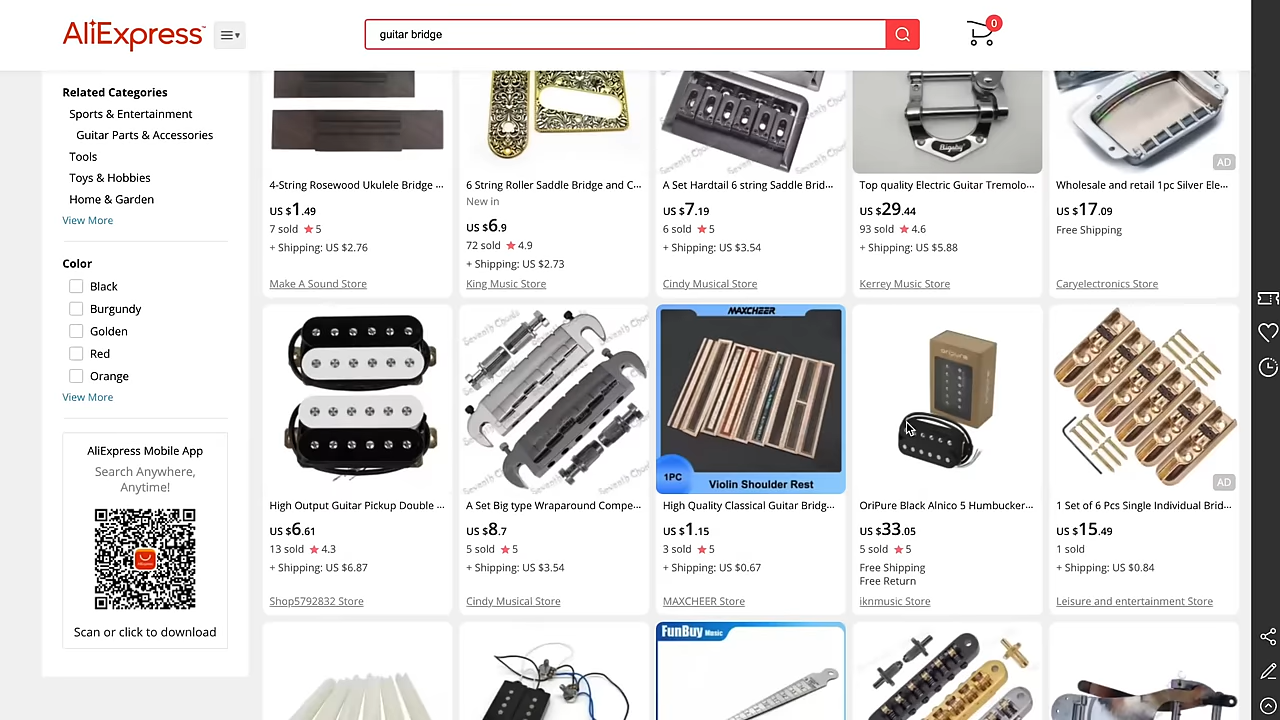 AliExpress
guitar bridge
0
Related Categories
Sports & Entertainment
Guitar Parts & Accessories
Tools
Toys & Hobbies
Home & Garden
View More
Color
Black
Burgundy
Golden
Red
Orange
View More
AliExpress Mobile App
Search Anywhere,
Anytime!
Scan or click to download
Seventh Chord
Bigsby
AD
4-String Rosewood Ukulele Bridge ...
US $1.49
7 sold ★5
+ Shipping: US $2.76
Make A Sound Store
6 String Roller Saddle Bridge and C...
New in
US $6.9
72 sold ★4.9
+ Shipping: US $2.73
King Music Store
A Set Hardtail 6 string Saddle Brid...
US $7.19
6 sold ★5
+ Shipping: US $3.54
Cindy Musical Store
Top quality Electric Guitar Tremolo...
US $29.44
93 sold ★4.6
+ Shipping: US $5.88
Kerrey Music Store
Wholesale and retail 1pc Silver Ele...
US $17.09
Free Shipping
Caryelectronics Store
Seventh Chord
MAXCHEER
1PC
Violin Shoulder Rest
oripure
AD
High Output Guitar Pickup Double ...
US $6.61
13 sold ★4.3
+ Shipping: US $6.87
Shop5792832 Store
A Set Big type Wraparound Compe...
US $8.7
5 sold ★5
+ Shipping: US $3.54
Cindy Musical Store
High Quality Classical Guitar Bridg...
US $1.15
3 sold ★5
+ Shipping: US $0.67
MAXCHEER Store
OriPure Black Alnico 5 Humbucker...
US $33.05
5 sold ★5
Free Shipping
Free Return
iknmusic Store
1 Set of 6 Pcs Single Individual Brid...
US $15.49
1 sold
+ Shipping: US $0.84
Leisure and entertainment Store
FunBuy Music